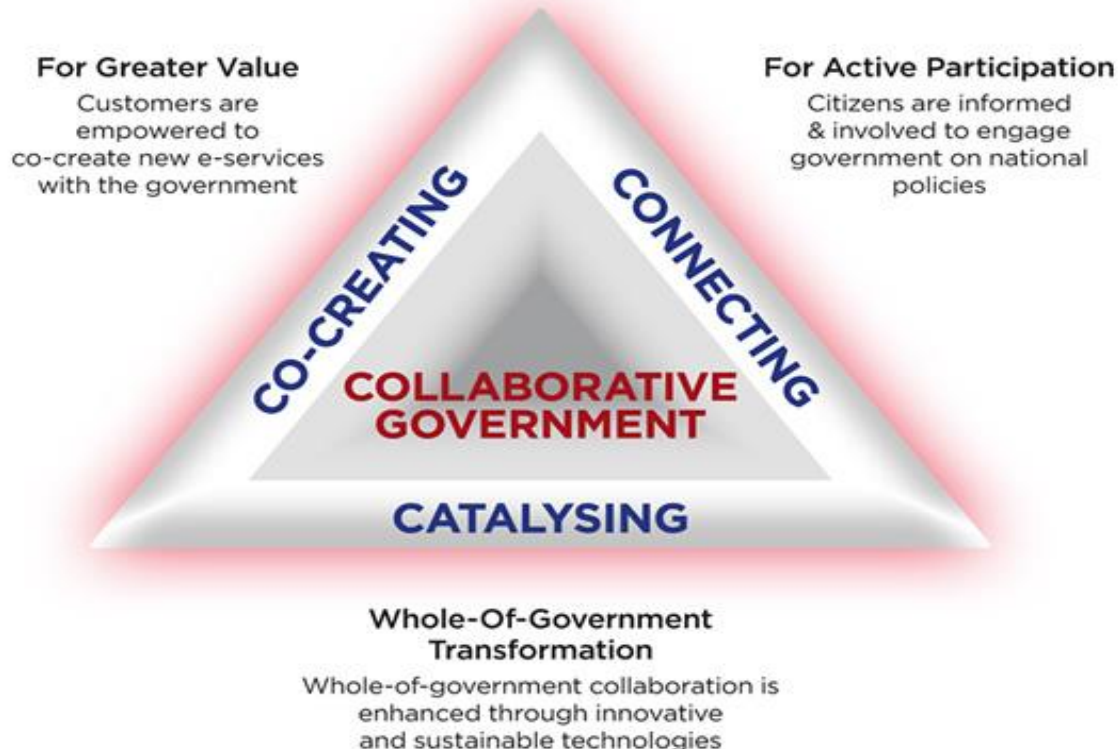 For Greater Value
Customers are
empowered to
co-create new e-services
with the government
For Active Participation
Citizens are informed
& involved to engage
government on national
policies
CO-CREATING
CONNECTING
COLLABORATIVE
GOVERNMENT
CATALYSING
Whole-Of-Government
Transformation
Whole-of-government collaboration is
enhanced through innovative
and sustainable technologies